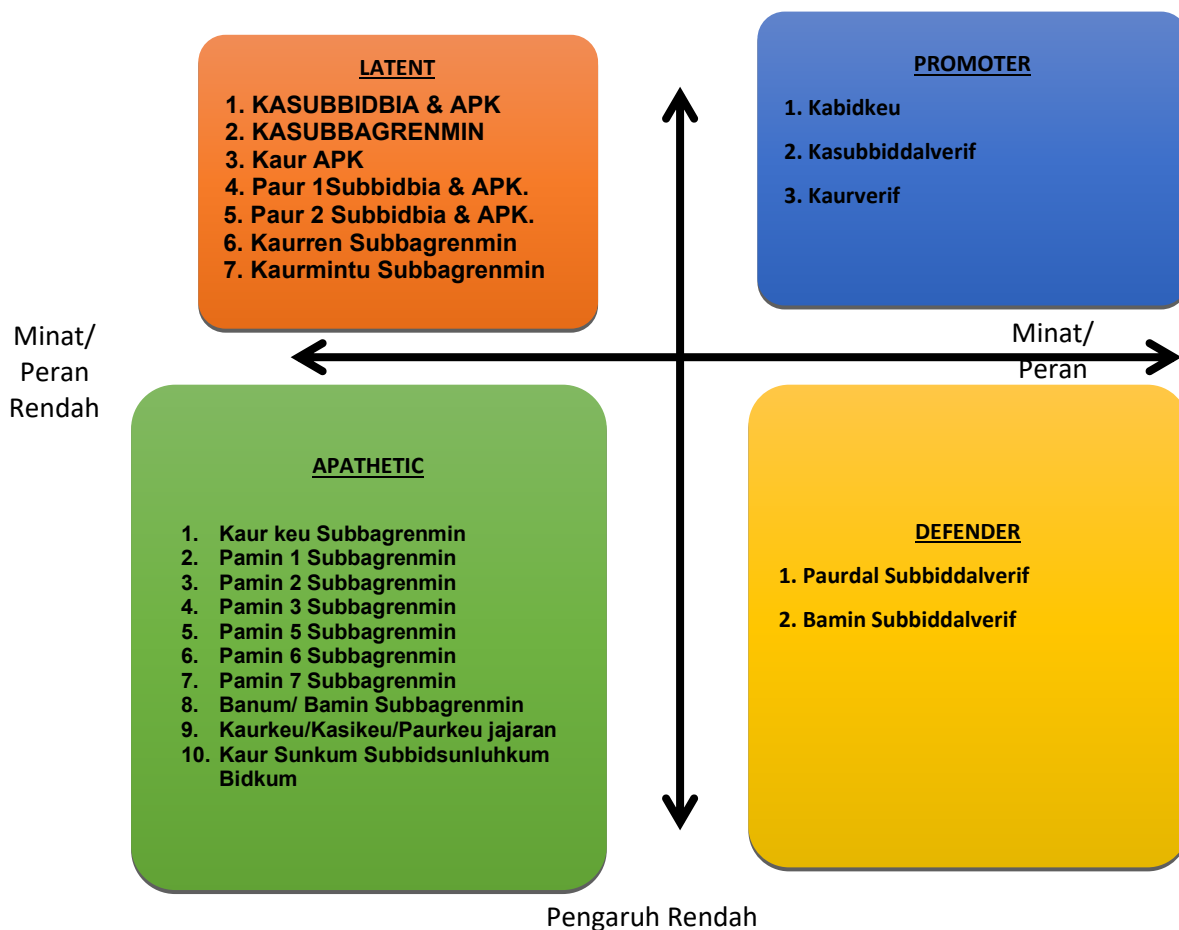 LATENT
1. KASUBBIDBIA & APK
2. KASUBBAGRENMIN
3. Kaur APK
4. Paur 1Subbidbia & APK.
5. Paur 2 Subbidbia & APK.
6. Kaurren Subbagrenmin
7. Kaurmintu Subbagrenmin
PROMOTER
1. Kabidkeu
2. Kasubbiddalverif
3. Kaurverif
Minat/
Peran
Rendah
Minat/
Peran
APATHETIC
1. Kaur keu Subbagrenmin
2. Pamin 1 Subbagrenmin
3. Pamin 2 Subbagrenmin
4. Pamin 3 Subbagrenmin
5. Pamin 5 Subbagrenmin
6. Pamin 6 Subbagrenmin
7. Pamin 7 Subbagrenmin
8. Banum/ Bamin Subbagrenmin
9. Kaurkeu/Kasikeu/Paurkeu jajaran
10. Kaur Sunkum Subbidsunluhkum
Bidkum
DEFENDER
1. Paurdal Subbiddalverif
2. Bamin Subbiddalverif
Pengaruh Rendah